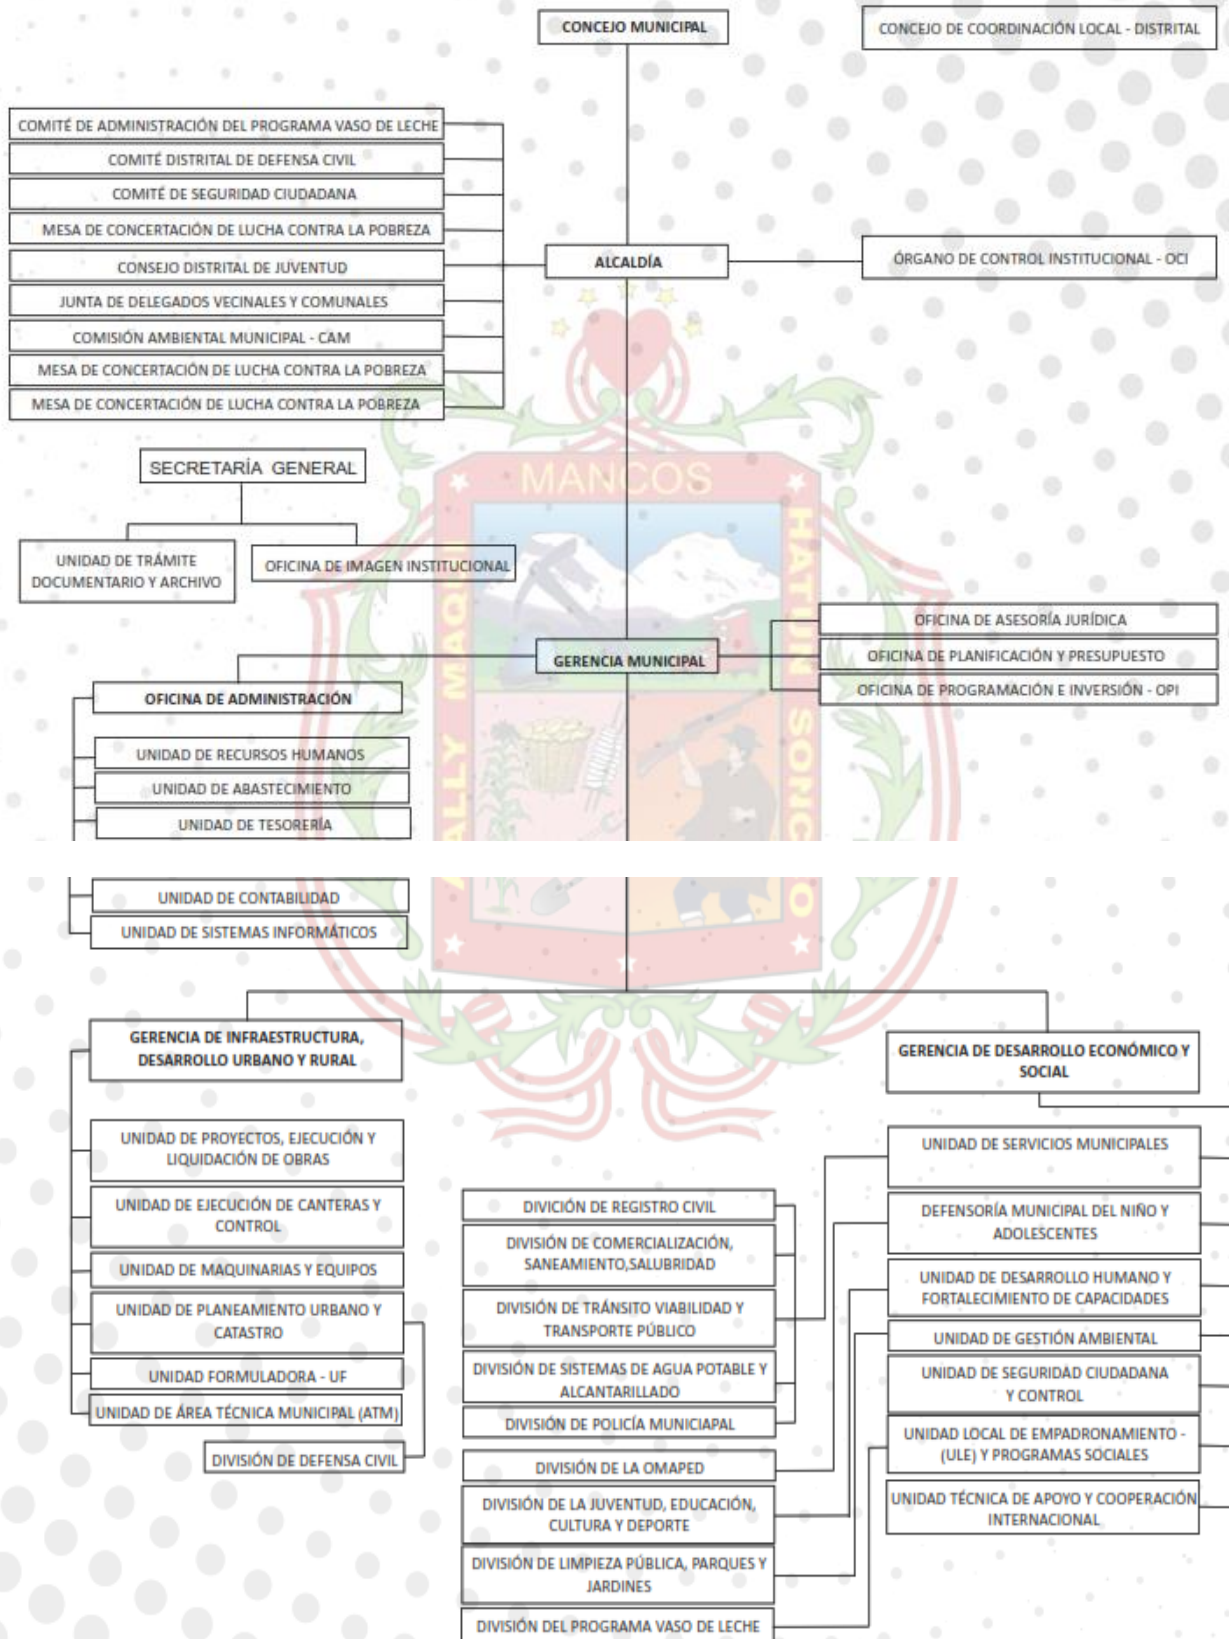 CONCEJO MUNICIPAL
CONCEJO DE COORDINACIÓN LOCAL - DISTRITAL
COMITÉ DE ADMINISTRACIÓN DEL PROGRAMA VASO DE LECHE
COMITÉ DISTRITAL DE DEFENSA CIVIL
COMITÉ DE SEGURIDAD CIUDADANA
MESA DE CONCERTACIÓN DE LUCHA CONTRA LA POBREZA
CONSEJO DISTRITAL DE JUVENTUD
JUNTA DE DELEGADOS VECINALES Y COMUNALES
COMISIÓN AMBIENTAL MUNICIPAL - CAM
MESA DE CONCERTACIÓN DE LUCHA CONTRA LA POBREZA
MESA DE CONCERTACIÓN DE LUCHA CONTRA LA POBREZA
ALCALDÍA
ÓRGANO DE CONTROL INSTITUCIONAL - OCI
SECRETARÍA GENERAL
UNIDAD DE TRÁMITE
DOCUMENTARIO Y ARCHIVO
OFICINA DE IMAGEN INSTITUCIONAL
MANCOS
ALLY MAQUI
HATUN SONCO
GERENCIA MUNICIPAL
OFICINA DE ASESORÍA JURÍDICA
OFICINA DE PLANIFICACIÓN Y PRESUPUESTO
OFICINA DE PROGRAMACIÓN E INVERSIÓN - OPI
OFICINA DE ADMINISTRACIÓN
UNIDAD DE RECURSOS HUMANOS
UNIDAD DE ABASTECIMIENTO
UNIDAD DE TESORERÍA
UNIDAD DE CONTABILIDAD
UNIDAD DE SISTEMAS INFORMÁTICOS
GERENCIA DE INFRAESTRUCTURA,
DESARROLLO URBANO Y RURAL
UNIDAD DE PROYECTOS, EJECUCIÓN Y
LIQUIDACIÓN DE OBRAS
UNIDAD DE EJECUCIÓN DE CANTERAS Y
CONTROL
UNIDAD DE MAQUINARIAS Y EQUIPOS
UNIDAD DE PLANEAMIENTO URBANO Y
CATASTRO
UNIDAD FORMULADORA - UF
UNIDAD DE ÁREA TÉCNICA MUNICIPAL (ATM)
DIVISIÓN DE DEFENSA CIVIL
DIVICIÓN DE REGISTRO CIVIL
DIVISIÓN DE COMERCIALIZACIÓN,
SANEAMIENTO,SALUBRIDAD
DIVISIÓN DE TRÁNSITO VIABILIDAD Y
TRANSPORTE PÚBLICO
DIVISIÓN DE SISTEMAS DE AGUA POTABLE Y
ALCANTARILLADO
DIVISIÓN DE POLICÍA MUNICIAPAL
DIVISIÓN DE LA OMAPED
DIVISIÓN DE LA JUVENTUD, EDUCACIÓN,
CULTURA Y DEPORTE
DIVISIÓN DE LIMPIEZA PÚBLICA, PARQUES Y
JARDINES
DIVISIÓN DEL PROGRAMA VASO DE LECHE
GERENCIA DE DESARROLLO ECONÓMICO Y
SOCIAL
UNIDAD DE SERVICIOS MUNICIPALES
DEFENSORÍA MUNICIPAL DEL NIÑO Y
ADOLESCENTES
UNIDAD DE DESARROLLO HUMANO Y
FORTALECIMIENTO DE CAPACIDADES
UNIDAD DE GESTIÓN AMBIENTAL
UNIDAD DE SEGURIDAD CIUDADANA
Y CONTROL
UNIDAD LOCAL DE EMPADRONAMIENTO -
(ULE) Y PROGRAMAS SOCIALES
UNIDAD TÉCNICA DE APOYO Y COOPERACIÓN
INTERNACIONAL